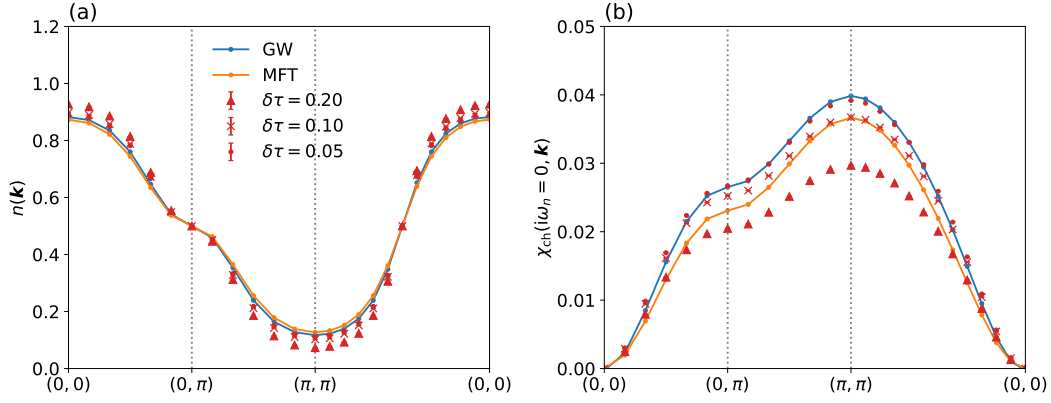 (a)
1.2
1.0
0.8
0.6
0.4
0.2
0.0
n(k)
GW
MFT
δτ = 0.20
δτ = 0.10
δτ = 0.05
(0, 0)
(0, π)
(π, π)
(0, 0)
(b)
0.05
0.04
0.03
0.02
0.01
0.00
χch(iωn = 0, k)
(0, 0)
(0, π)
(π, π)
(0, 0)